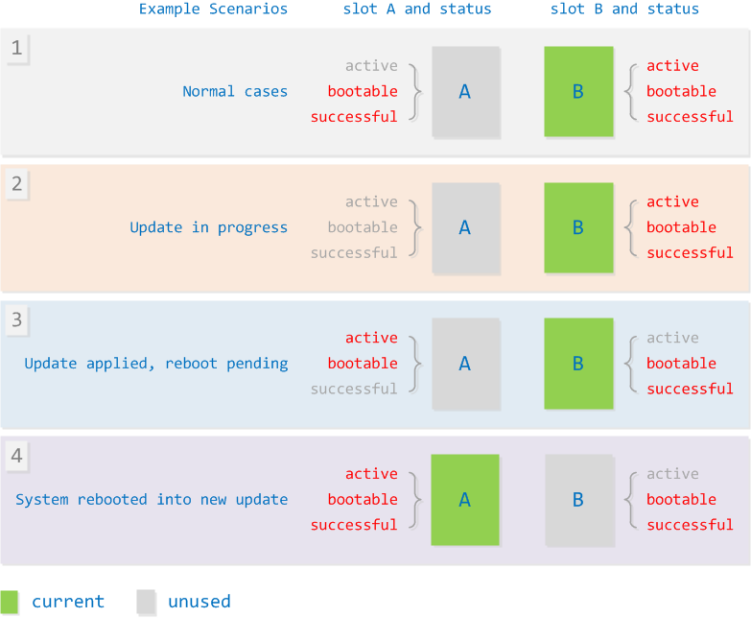 Example Scenarios slot A and status slot B and status
1
active active
Normal cases bootable A B bootable
successful successful
2
active active
Update in progress bootable A B bootable
successful successful
3
active active
Update applied, reboot pending bootable A B bootable
successful successful
4
active active
System rebooted into new update bootable A B bootable
successful successful
current unused